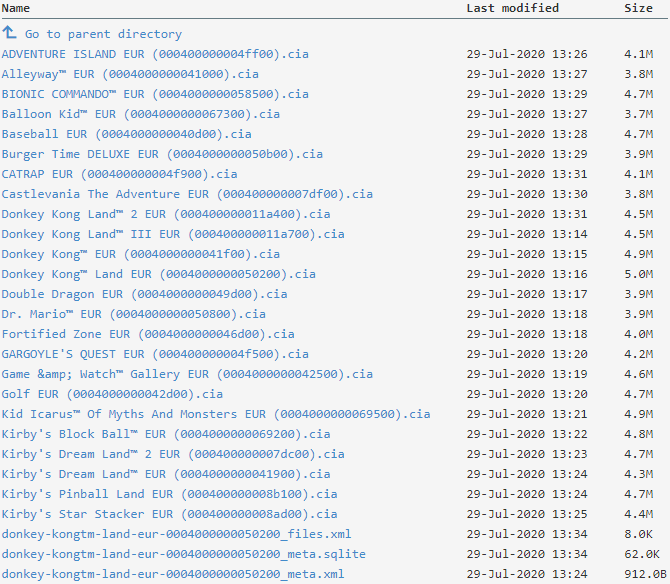 Name Last modified Size
Go to parent directory
ADVENTURE ISLAND EUR (000400000004ff00).cia 29-Jul-2020 13:26 4.1M
Alleyway™ EUR (0004000000041000).cia 29-Jul-2020 13:27 3.8M
BIONIC COMMANDO™ EUR (0004000000058500).cia 29-Jul-2020 13:29 4.7M
Balloon Kid™ EUR (0004000000067300).cia 29-Jul-2020 13:27 3.7M
Baseball EUR (0004000000040d00).cia 29-Jul-2020 13:28 4.7M
Burger Time DELUXE EUR (0004000000050b00).cia 29-Jul-2020 13:29 3.9M
CATRAP EUR (000400000004f900).cia 29-Jul-2020 13:31 4.1M
Castlevania The Adventure EUR (000400000007df00).cia 29-Jul-2020 13:30 3.8M
Donkey Kong Land™ 2 EUR (000400000011a400).cia 29-Jul-2020 13:31 4.5M
Donkey Kong Land™ III EUR (000400000011a700).cia 29-Jul-2020 13:14 4.5M
Donkey Kong™ EUR (0004000000041f00).cia 29-Jul-2020 13:15 4.9M
Donkey Kong™ Land EUR (0004000000050200).cia 29-Jul-2020 13:16 5.0M
Double Dragon EUR (0004000000049d00).cia 29-Jul-2020 13:17 3.9M
Dr. Mario™ EUR (0004000000050800).cia 29-Jul-2020 13:18 3.9M
Fortified Zone EUR (0004000000046d00).cia 29-Jul-2020 13:18 4.0M
GARGOYLE'S QUEST EUR (000400000004f500).cia 29-Jul-2020 13:20 4.2M
Game &amp; Watch™ Gallery EUR (0004000000042500).cia 29-Jul-2020 13:19 4.6M
Golf EUR (0004000000042d00).cia 29-Jul-2020 13:20 4.7M
Kid Icarus™ Of Myths And Monsters EUR (0004000000069500).cia 29-Jul-2020 13:21 4.9M
Kirby's Block Ball™ EUR (0004000000069200).cia 29-Jul-2020 13:22 4.8M
Kirby's Dream Land™ 2 EUR (000400000007dc00).cia 29-Jul-2020 13:23 4.7M
Kirby's Dream Land™ EUR (0004000000041900).cia 29-Jul-2020 13:24 4.3M
Kirby's Pinball Land EUR (000400000008b100).cia 29-Jul-2020 13:24 4.7M
Kirby's Star Stacker EUR (000400000008ad00).cia 29-Jul-2020 13:25 4.4M
donkey-kongtm-land-eur-0004000000050200_files.xml 29-Jul-2020 13:34 8.0K
donkey-kongtm-land-eur-0004000000050200_meta.sqlite 29-Jul-2020 13:34 62.0K
donkey-kongtm-land-eur-0004000000050200_meta.xml 29-Jul-2020 13:24 912.0B